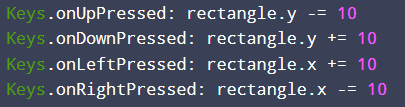 Keys.onUpPressed: rectangle.y -= 10
Keys.onDownPressed: rectangle.y += 10
Keys.onLeftPressed: rectangle.x += 10
Keys.onRightPressed: rectangle.x -= 10